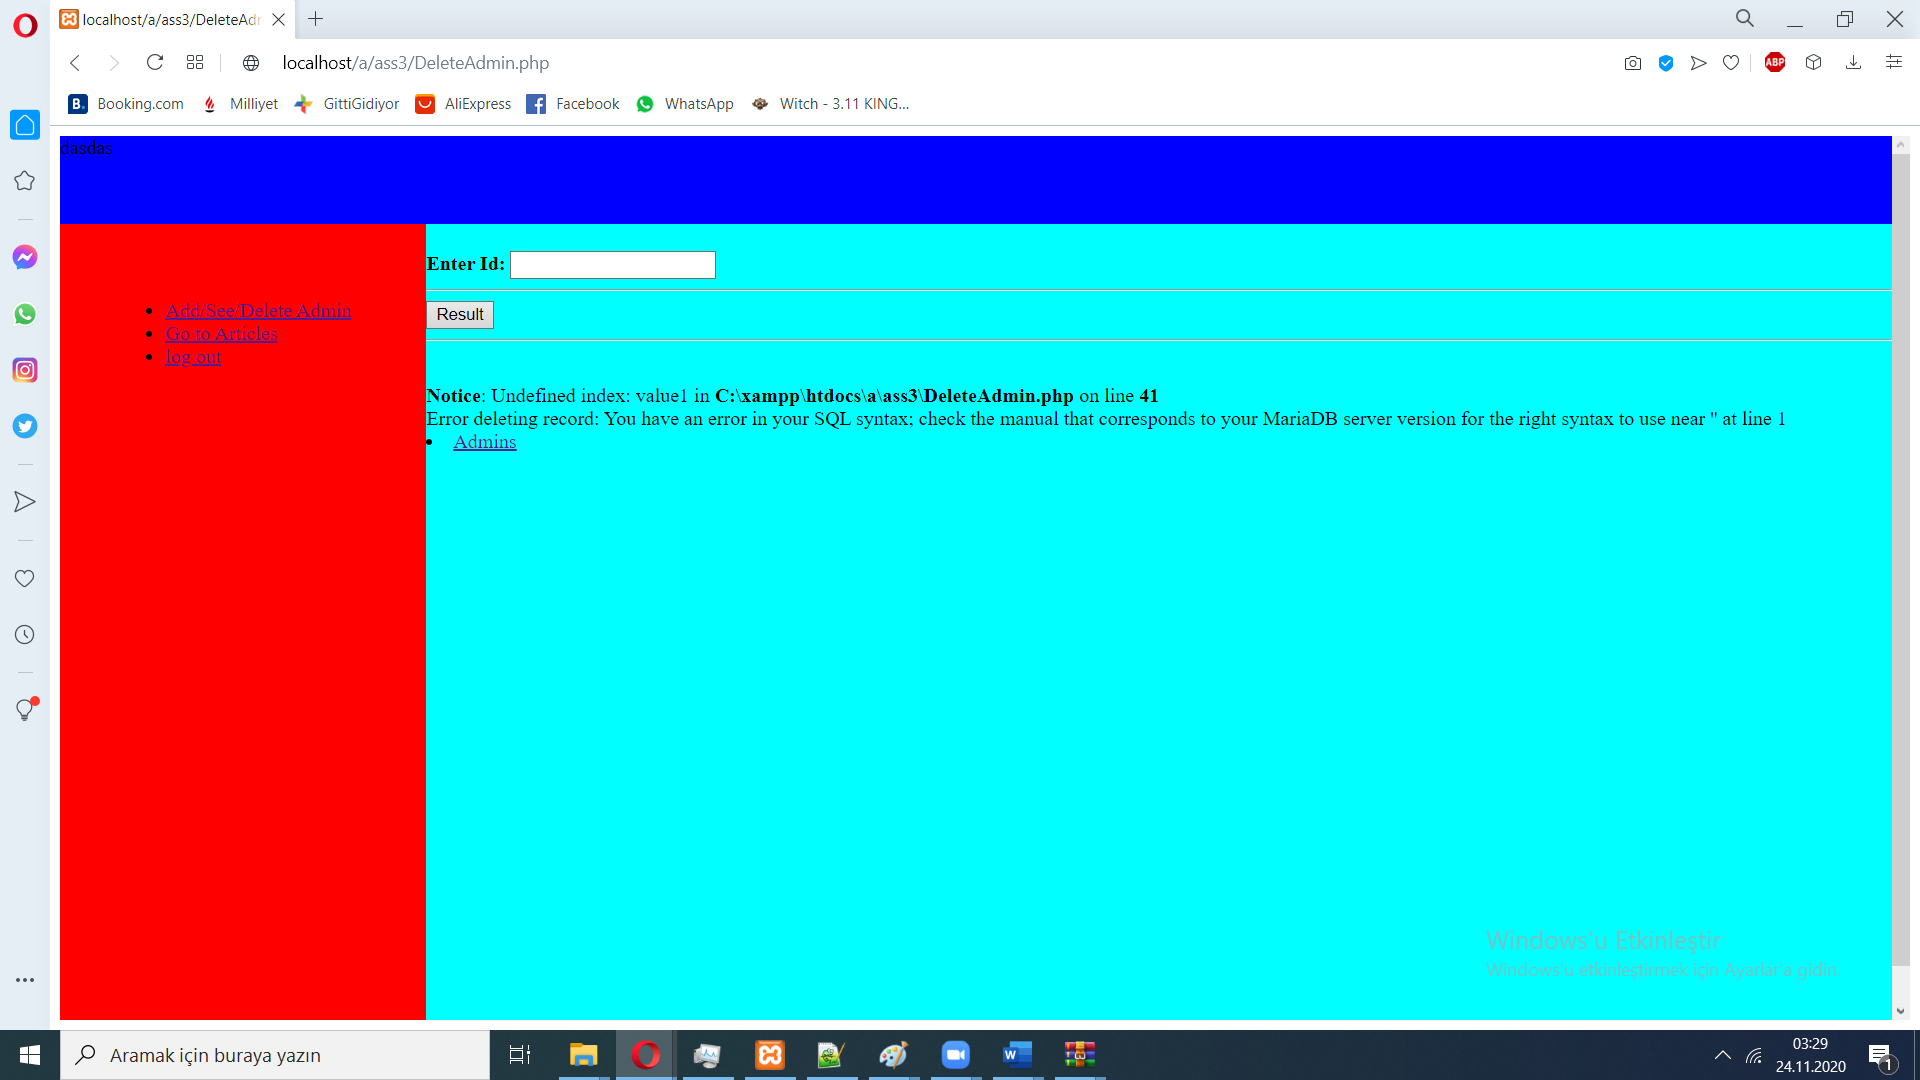 localhost/a/ass3/DeleteAdr
localhost/a/ass3/DeleteAdmin.php
ABP
B. Booking.com Milliyet GittiGidiyor AliExpress Facebook WhatsApp Witch - 3.11 KING...
dasdas
Enter Id:
Add/See/Delete Admin
Go to Articles
log out
Result
Notice: Undefined index: value1 in C:\xampp\htdocs\a\ass3\DeleteAdmin.php on line 41
Error deleting record: You have an error in your SQL syntax; check the manual that corresponds to your MariaDB server version for the right syntax to use near '' at line 1
Admins
Windows'u Etkinleştir
Windows'u etkinleştirmek için Ayarlar'a gidin.
Aramak için buraya yazın
03:29
24.11.2020
1